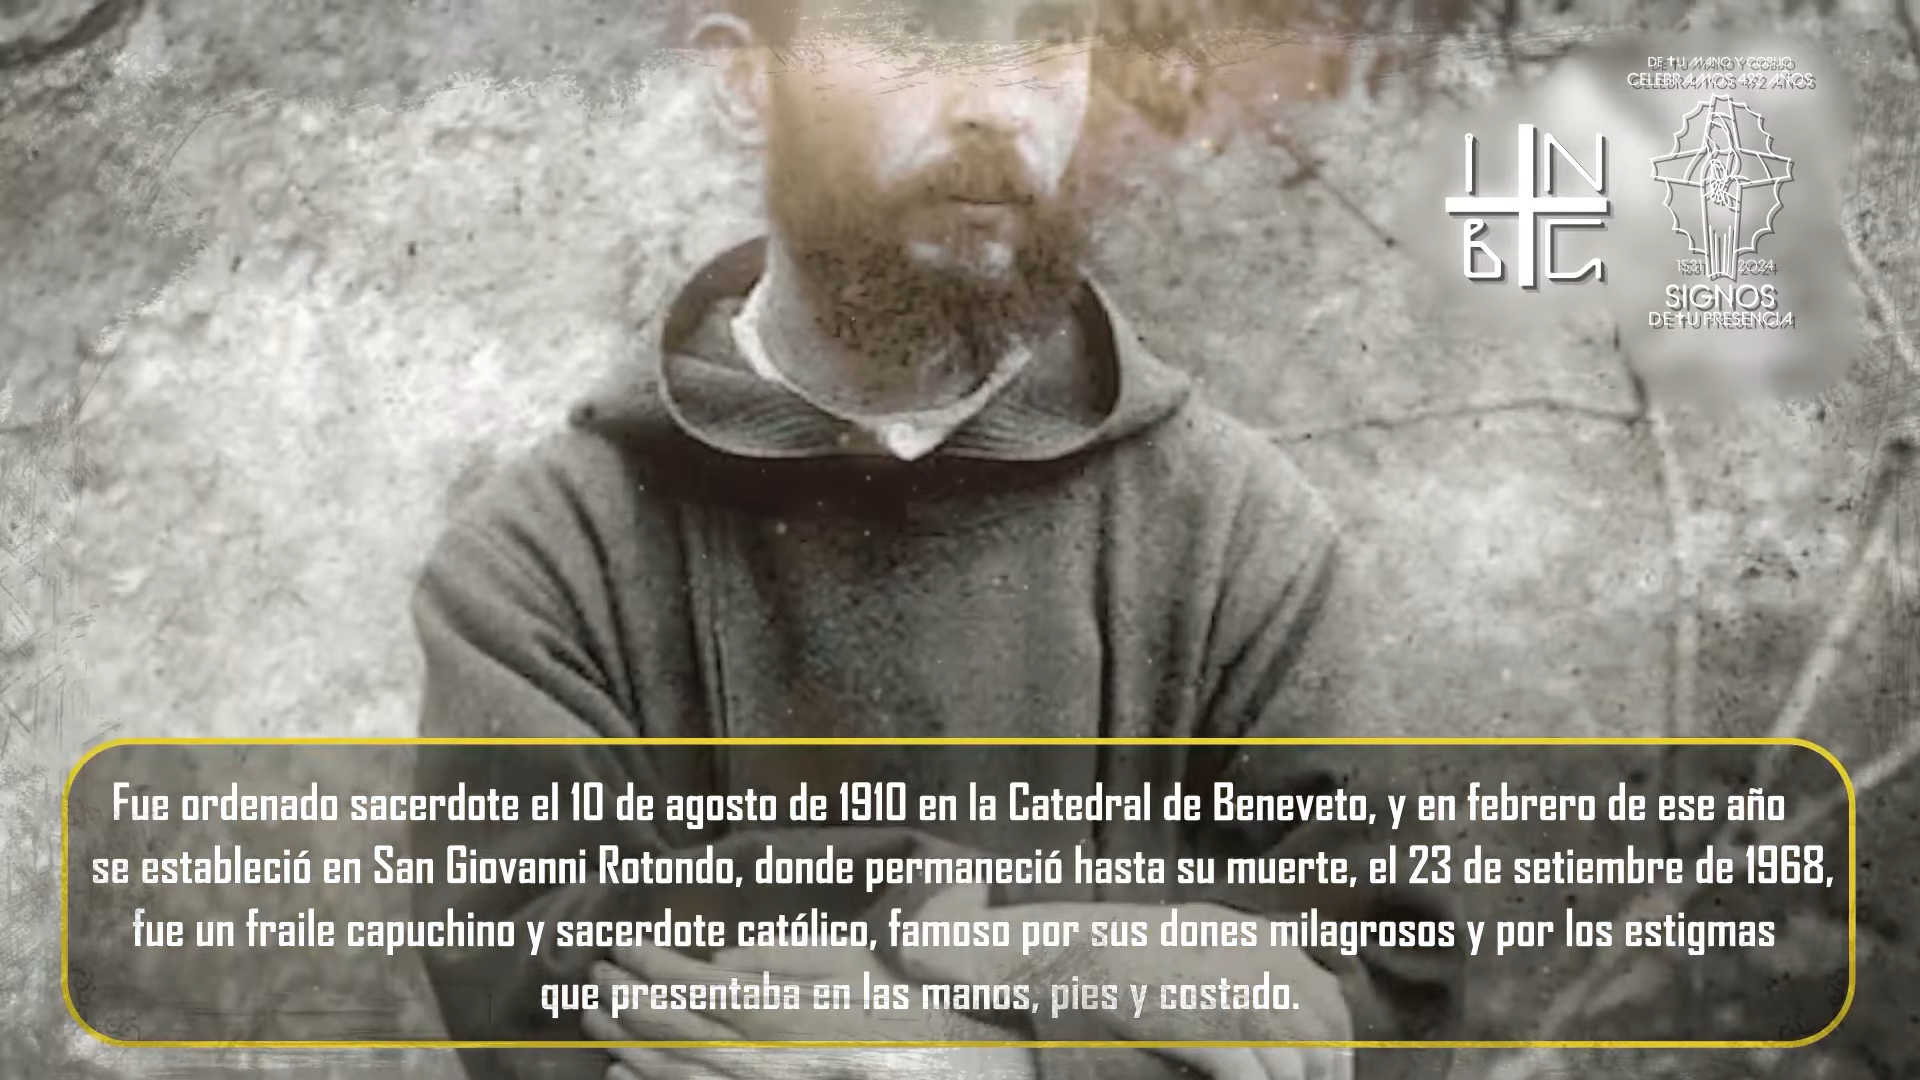 DE TU MANO Y COBIJO
CELEBRAMOS 492 AÑOS
IN
BG
1531 2024
SIGNOS
DE TU PRESENCIA
Fue ordenado sacerdote el 10 de agosto de 1910 en la Catedral de Beneveto, y en febrero de ese año
se estableció en San Giovanni Rotondo, donde permaneció hasta su muerte, el 23 de setiembre de 1968,
fue un fraile capuchino y sacerdote católico, famoso por sus dones milagrosos y por los estigmas
que presentaba en las manos, pies y costado.